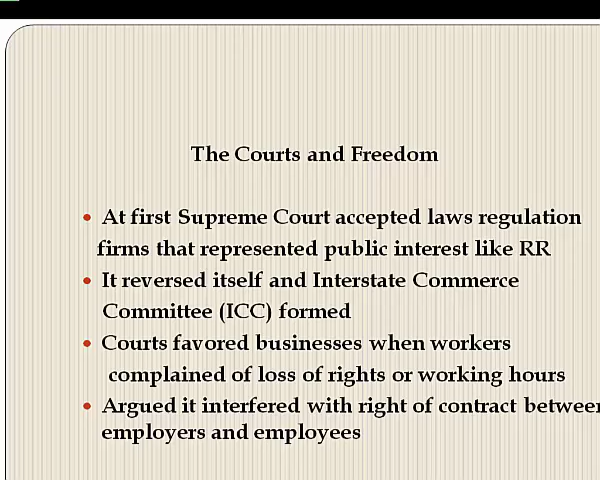 The Courts and Freedom
• At first Supreme Court accepted laws regulation
firms that represented public interest like RR
• It reversed itself and Interstate Commerce
Committee (ICC) formed
• Courts favored businesses when workers
complained of loss of rights or working hours
• Argued it interfered with right of contract between
employers and employees